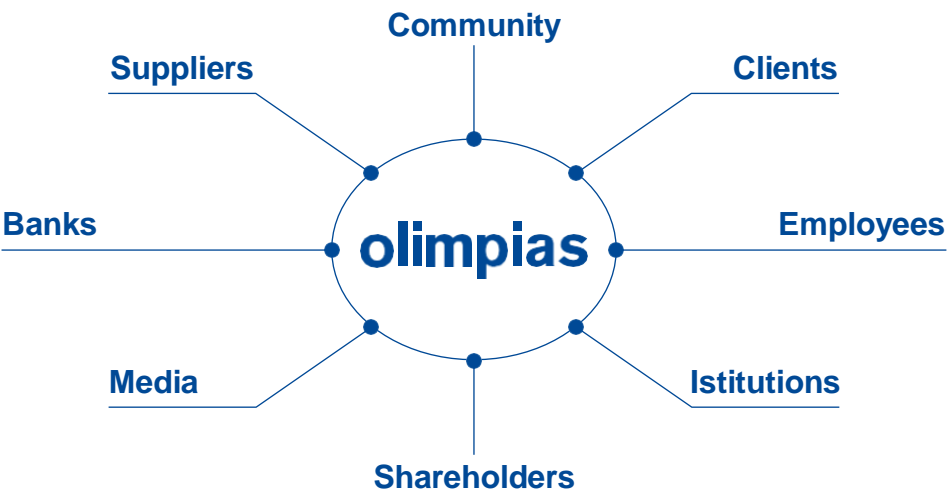 Community
Suppliers
Clients
Banks
olimpias
Employees
Media
Istitutions
Shareholders